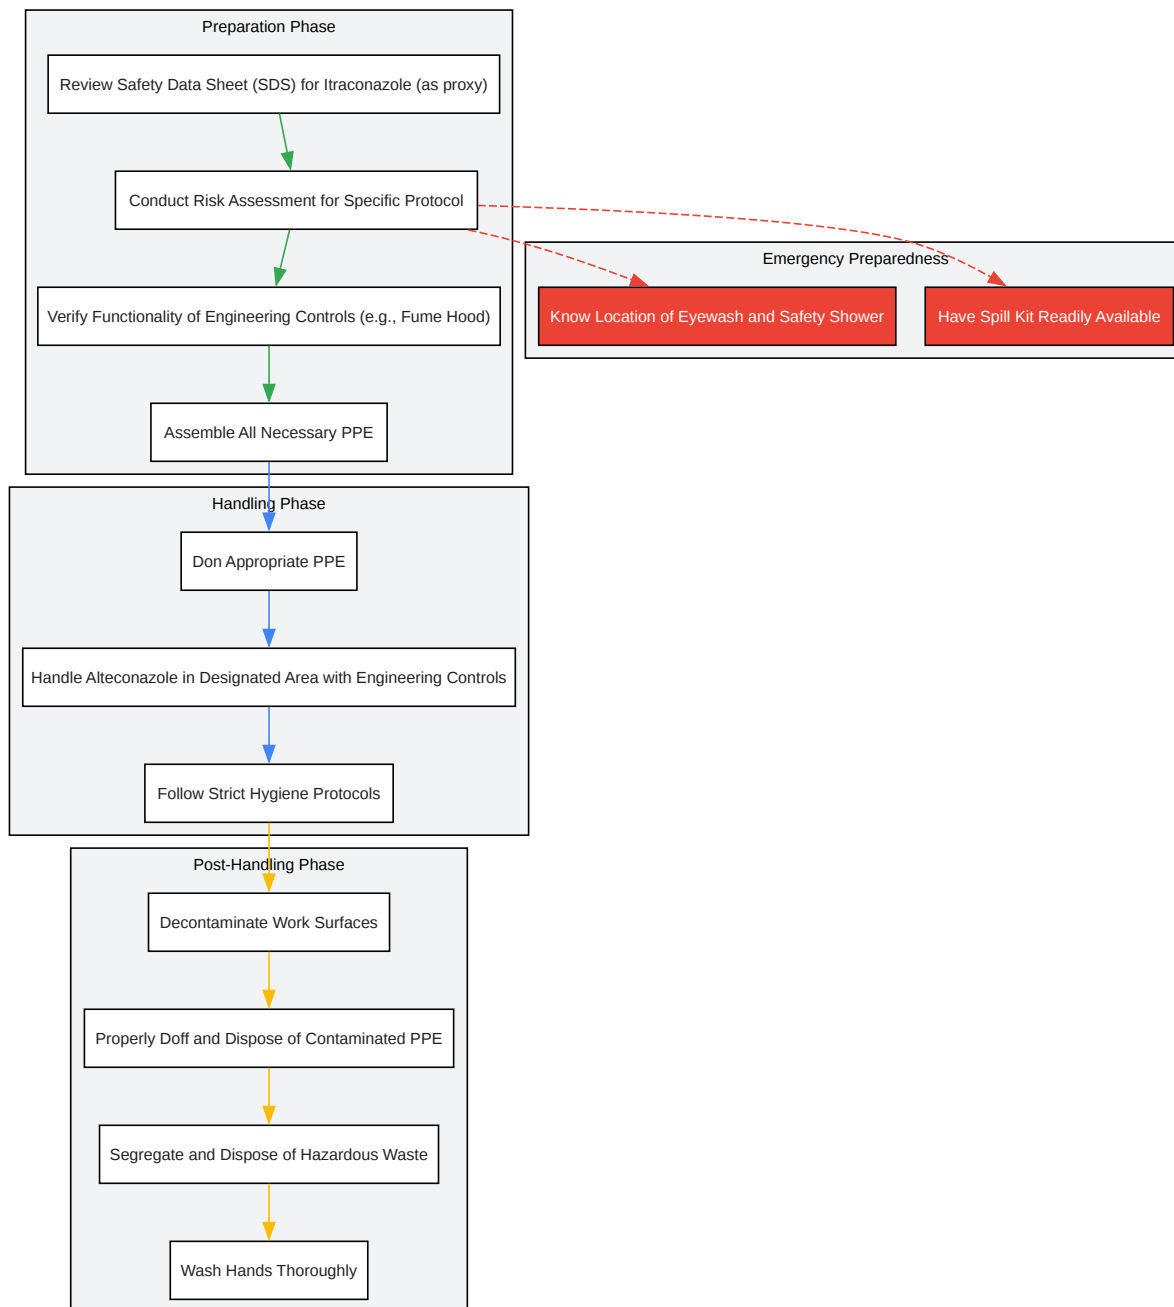 Preparation Phase
Review Safety Data Sheet (SDS) for Itraconazole (as proxy)
Conduct Risk Assessment for Specific Protocol
Verify Functionality of Engineering Controls (e.g., Fume Hood)
Assemble All Necessary PPE
Emergency Preparedness
Know Location of Eyewash and Safety Shower
Have Spill Kit Readily Available
Handling Phase
Don Appropriate PPE
Handle Alteconazole in Designated Area with Engineering Controls
Follow Strict Hygiene Protocols
Post-Handling Phase
Decontaminate Work Surfaces
Properly Doff and Dispose of Contaminated PPE
Segregate and Dispose of Hazardous Waste
Wash Hands Thoroughly